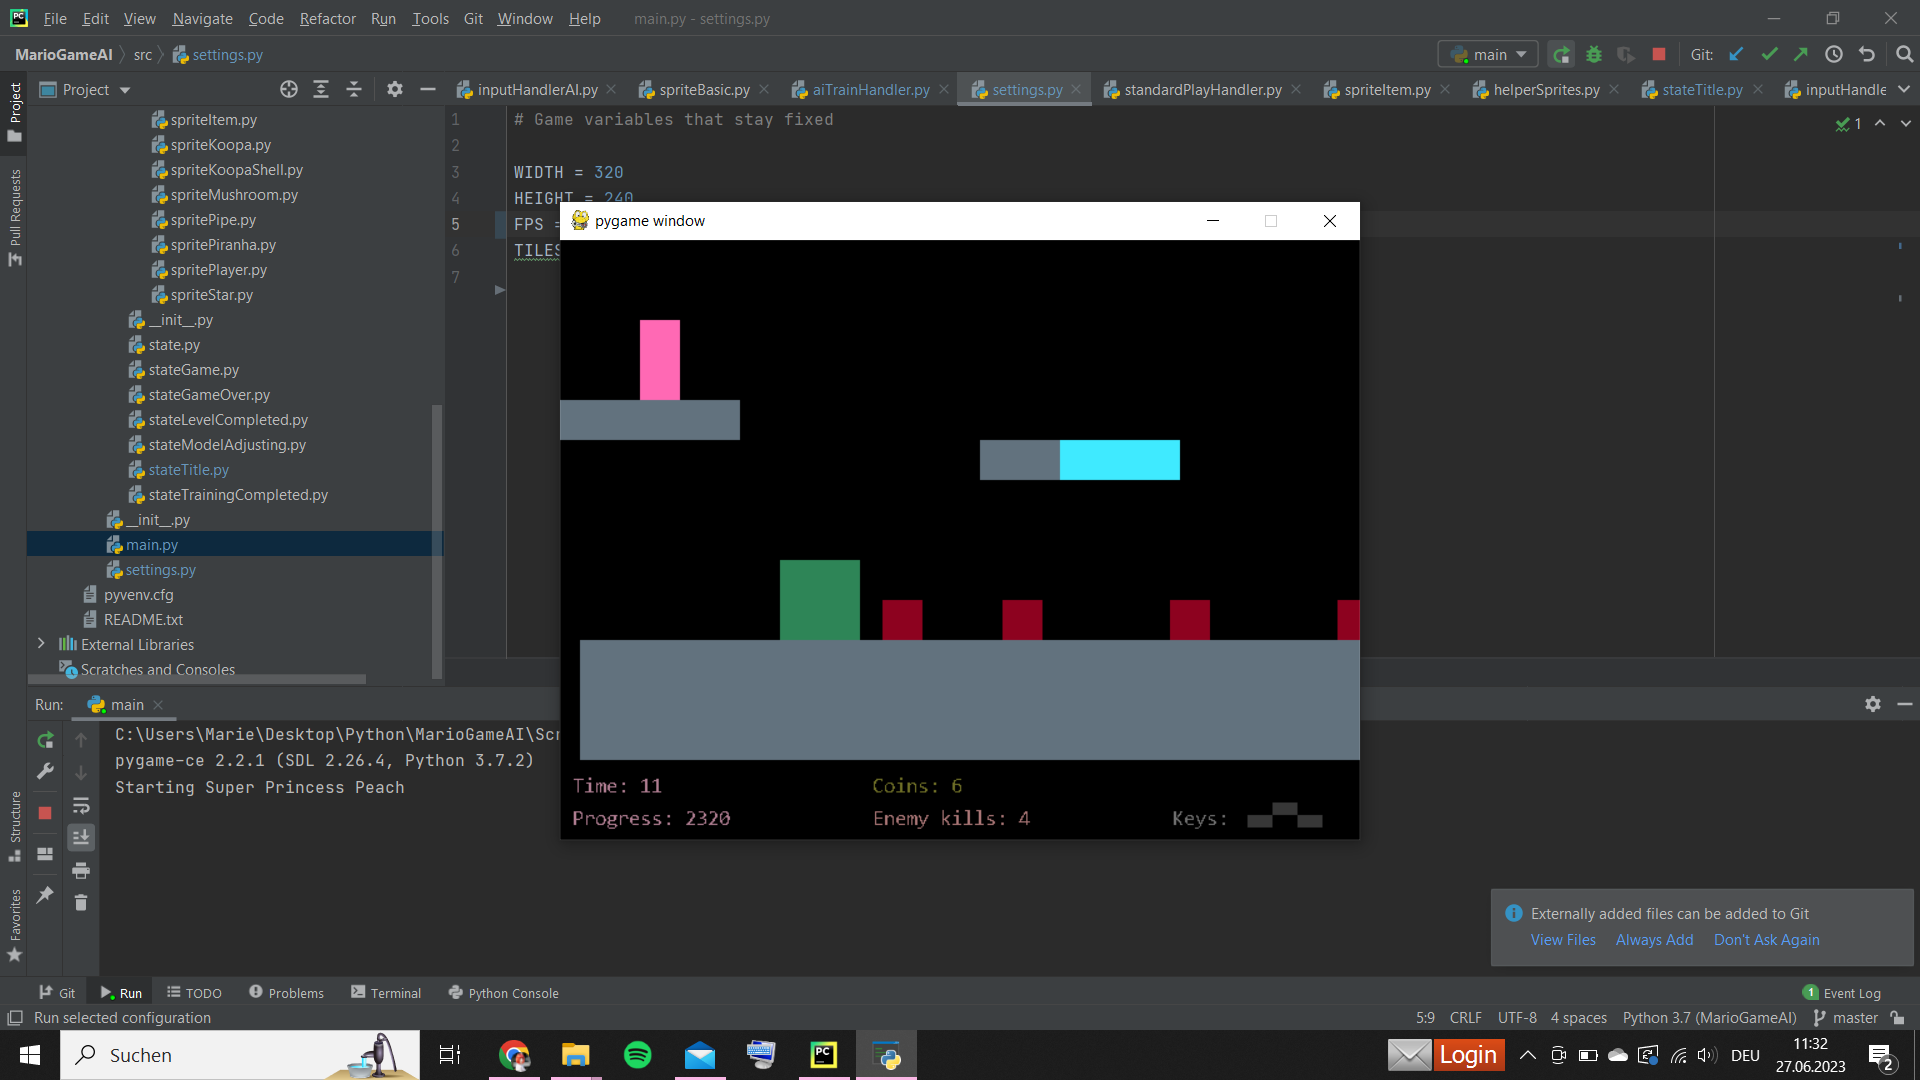 File Edit View Navigate Code Refactor Run Tools Git Window Help main.py - settings.py
MarioGameAI src settings.py main Git:
Project
inputHandlerAI.py spriteBasic.py aiTrainHandler.py settings.py standardPlayHandler.py spriteItem.py helperSprites.py stateTitle.py inputHandle
Project
Pull Requests
Structure
Favorites
spriteItem.py
spriteKoopa.py
spriteKoopaShell.py
spriteMushroom.py
spritePipe.py
spritePiranha.py
spritePlayer.py
spriteStar.py
__init__.py
state.py
stateGame.py
stateGameOver.py
stateLevelCompleted.py
stateModelAdjusting.py
stateTitle.py
stateTrainingCompleted.py
__init__.py
main.py
settings.py
pyvenv.cfg
README.txt
External Libraries
Scratches and Consoles
1 # Game variables that stay fixed
2
3 WIDTH = 320
4 HEIGHT = 240
5 FPS =
6 TILES
7
1
pygame window
Time: 11 Coins: 6
Progress: 2320 Enemy kills: 4 Keys:
Run: main
C:\Users\Marie\Desktop\Python\MarioGameAI\Scr
pygame-ce 2.2.1 (SDL 2.26.4, Python 3.7.2)
Starting Super Princess Peach
Externally added files can be added to Git
View Files Always Add Don't Ask Again
Git Run TODO Problems Terminal Python Console 1 Event Log
Run selected configuration 5:9 CRLF UTF-8 4 spaces Python 3.7 (MarioGameAI) master
Suchen
PC
Login
DEU
11:32
27.06.2023
2